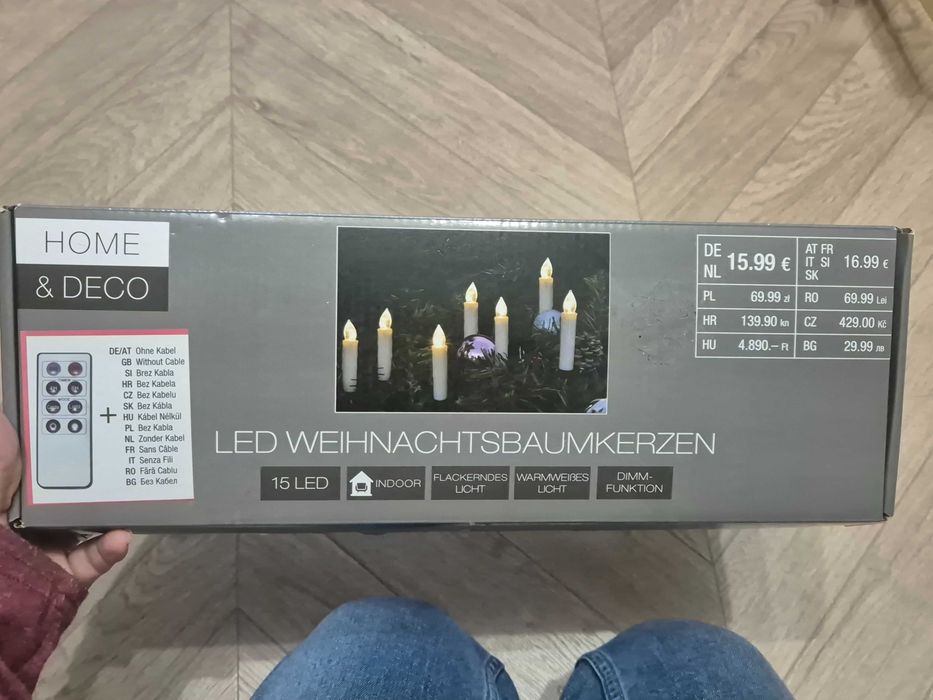 HOME
& DECO
DE/AT Ohne Kabel
GB Without Cable
SI Brez Kabla
HR Bez Kabela
CZ Bez Kabelu
SK Bez Kábla
HU Kábel Nélkül
PL Bez Kabla
NL Zonder Kabel
FR Sans Câble
IT Senza Fili
RO Fără Cablu
BG Без Кабел
+
LED WEIHNACHTSBAUMKERZEN
15 LED
INDOOR
FLACKERNDES
LICHT
WARMWEIßES
LICHT
DIMM-
FUNKTION
DE
NL 15.99 €
AT FR
IT SI
SK 16.99 €
PL 69.99 zł
RO 69.99 Lei
HR 139.90 kn
CZ 429.00 Kč
HU 4.890.– Ft
BG 29.99 лв